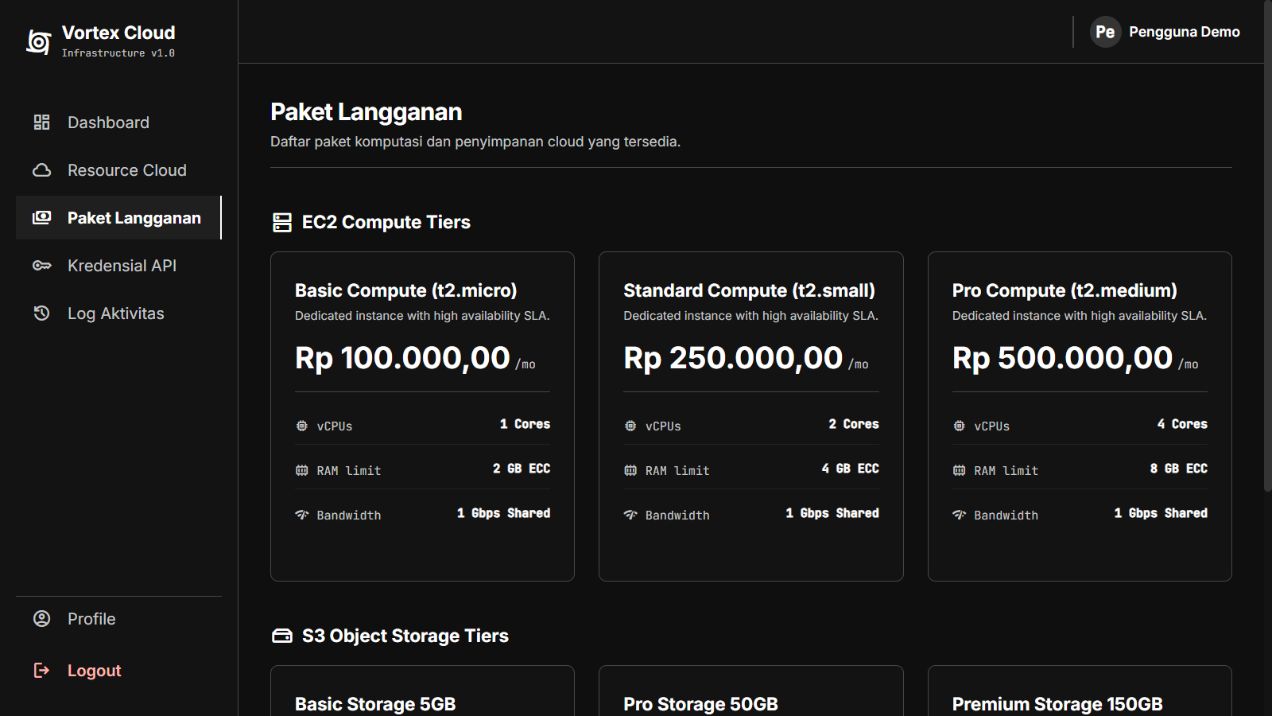 Vortex Cloud
Infrastructure v1.0
Pe Pengguna Demo
Dashboard
Resource Cloud
Paket Langganan
Kredensial API
Log Aktivitas
Profile
Logout
Paket Langganan
Daftar paket komputasi dan penyimpanan cloud yang tersedia.
EC2 Compute Tiers
Basic Compute (t2.micro)
Dedicated instance with high availability SLA.
Rp 100.000,00 /mo
vCPUs 1 Cores
RAM limit 2 GB ECC
Bandwidth 1 Gbps Shared
Standard Compute (t2.small)
Dedicated instance with high availability SLA.
Rp 250.000,00 /mo
vCPUs 2 Cores
RAM limit 4 GB ECC
Bandwidth 1 Gbps Shared
Pro Compute (t2.medium)
Dedicated instance with high availability SLA.
Rp 500.000,00 /mo
vCPUs 4 Cores
RAM limit 8 GB ECC
Bandwidth 1 Gbps Shared
S3 Object Storage Tiers
Basic Storage 5GB
Pro Storage 50GB
Premium Storage 150GB